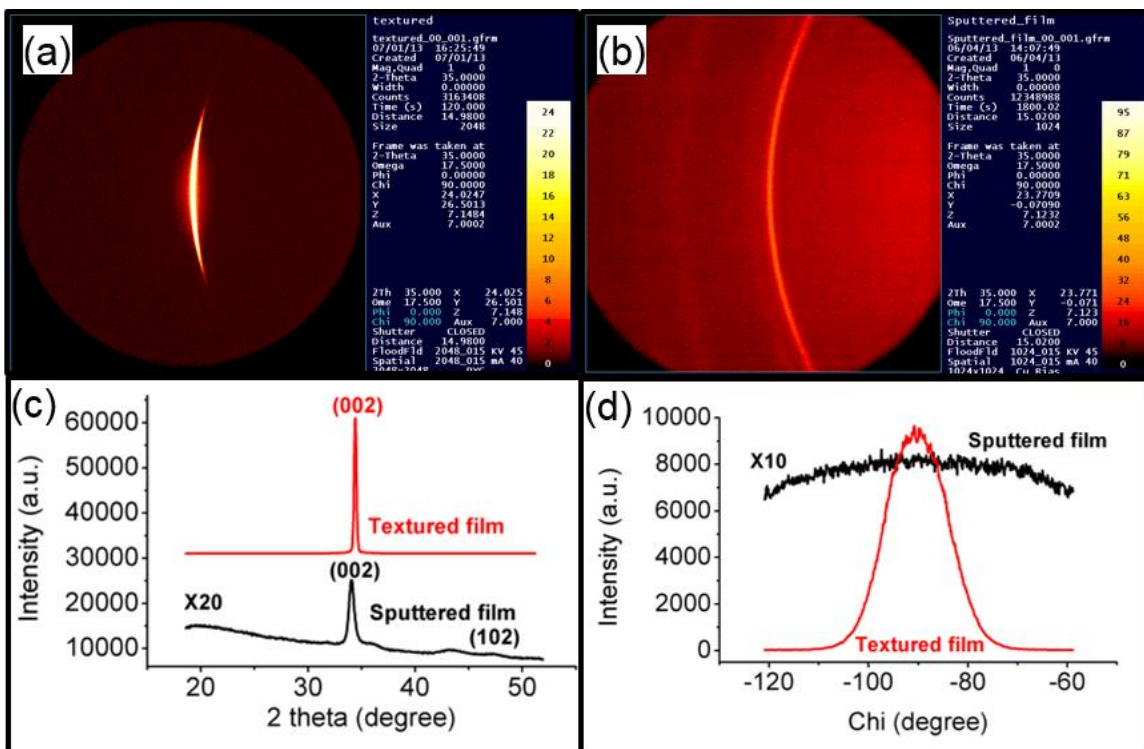 (a)
textured
textured_00_001.gfrm
07/01/13 16:25:49
Created 07/01/13
Mag,Quad 1 0
2-Theta 35.0000
Width 0.00000
Counts 3163408
Time (s) 120.000
Distance 14.9800
Size 2048
Frame was taken at
2-Theta 35.0000
Omega 17.5000
Phi 0.00000
Chi 90.0000
X 24.0247
Y 26.5013
Z 7.1484
Aux 7.0002
2Th 35.000 X 24.025
Ome 17.500 Y 26.501
Phi 0.000 Z 7.148
Chi 90.000 Aux 7.000
Shutter CLOSED
Distance 14.9800
FloodFld 2048_015 KV 45
Spatial 2048_015 mA 40
24
22
20
18
16
14
12
10
8
6
4
2
0
(b)
Sputtered_film
Sputtered_film_00_001.gfrm
06/04/13 14:07:49
Created 06/04/13
Mag,Quad 1 0
2-Theta 35.0000
Width 0.00000
Counts 12348988
Time (s) 1800.02
Distance 15.0200
Size 1024
Frame was taken at
2-Theta 35.0000
Omega 17.5000
Phi 0.00000
Chi 90.0000
X 23.7709
Y -0.07090
Z 7.1232
Aux 7.0002
2Th 35.000 X 23.771
Ome 17.500 Y -0.071
Phi 0.000 Z 7.123
Chi 90.000 Aux 7.000
Shutter CLOSED
Distance 15.0200
FloodFld 1024_015 KV 45
Spatial 1024_015 mA 40
1024x1024 Cu Bias
95
87
79
71
63
56
48
40
32
24
16
8
0
(c)
Intensity (a.u.)
60000
50000
40000
30000
20000
10000
(002)
Textured film
(002)
X20
Sputtered film
(102)
20 30 40 50
2 theta (degree)
(d)
Intensity (a.u.)
10000
8000
6000
4000
2000
0
X10
Sputtered film
Textured film
-120 -100 -80 -60
Chi (degree)